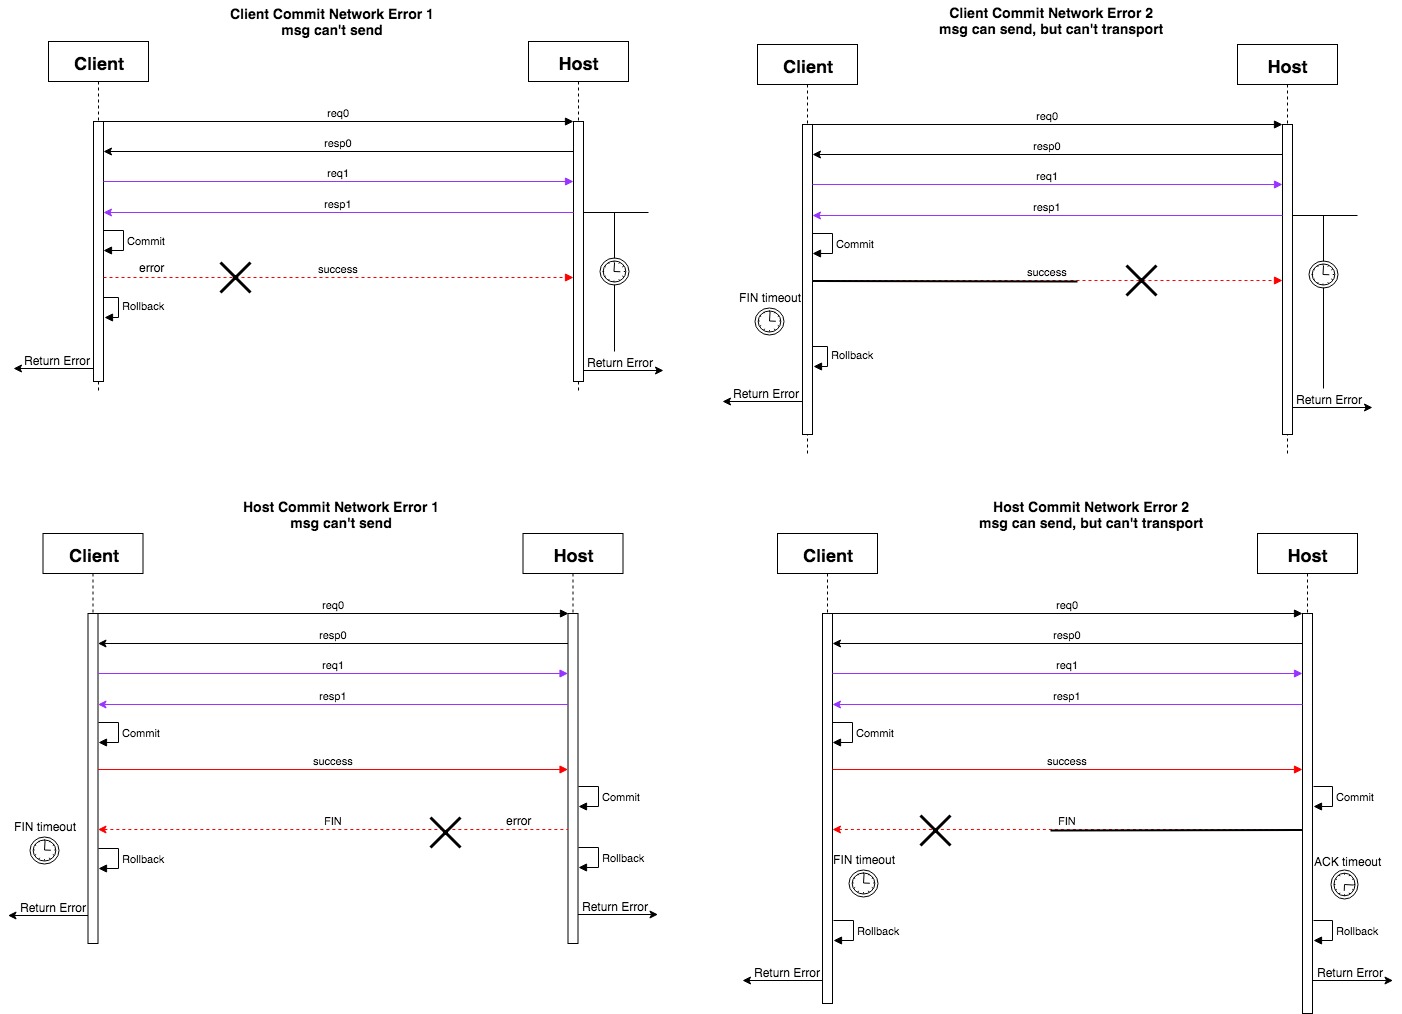 Client Commit Network Error 1
msg can't send
Client
Host
req0
resp0
req1
resp1
Commit
error
success
Rollback
Return Error
Return Error
Client Commit Network Error 2
msg can send, but can't transport
Client
Host
req0
resp0
req1
resp1
Commit
success
FIN timeout
Rollback
Return Error
Return Error
Host Commit Network Error 1
msg can't send
Client
Host
req0
resp0
req1
resp1
Commit
success
Commit
FIN
error
FIN timeout
Rollback
Rollback
Return Error
Return Error
Host Commit Network Error 2
msg can send, but can't transport
Client
Host
req0
resp0
req1
resp1
Commit
success
Commit
FIN
FIN timeout
ACK timeout
Rollback
Rollback
Return Error
Return Error